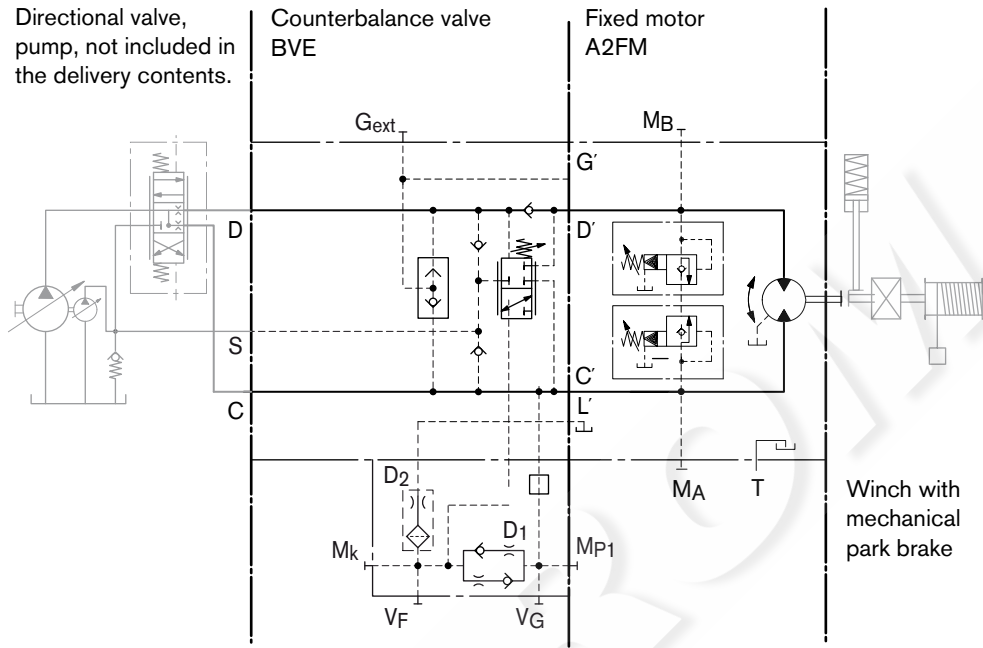 Directional valve,
pump, not included in
the delivery contents.
Counterbalance valve
BVE
Fixed motor
A2FM
Gext
MB
G′
D
D′
S
C
C′
L′
D2
MA
T
Winch with
mechanical
park brake
D1
Mk
MP1
VF
VG